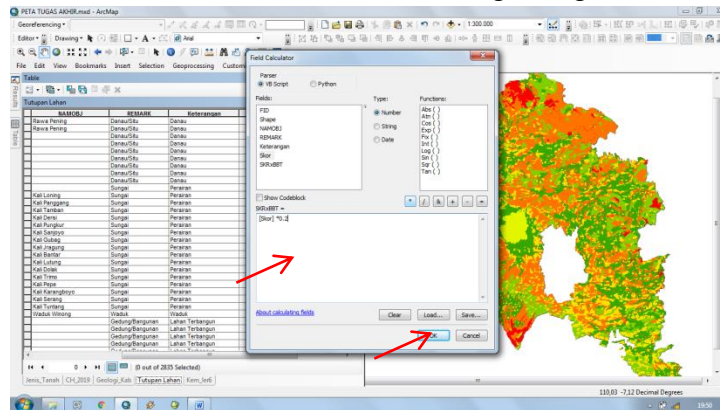 PETA TUGAS AKHIR.mxd - ArcMap
Georeferencing
1:300.000
Editor Drawing A Arial
File Edit View Bookmarks Insert Selection Geoprocessing Custom
Table
Tutupan Lahan
NAMOBJ REMARK Keterangan
Rawa Pening Danau/Situ Danau
Rawa Pening Danau/Situ Danau
Danau/Situ Danau
Danau/Situ Danau
Danau/Situ Danau
Danau/Situ Danau
Danau/Situ Danau
Danau/Situ Danau
Sungai Perairan
Kali Loning Sungai Perairan
Kali Panggang Sungai Perairan
Kali Tamban Sungai Perairan
Kali Dersi Sungai Perairan
Kali Pungkur Sungai Perairan
Kali Sanjoyo Sungai Perairan
Kali Gubag Sungai Perairan
Kali Jragung Sungai Perairan
Kali Bantar Sungai Perairan
Kali Lutung Sungai Perairan
Kali Dolak Sungai Perairan
Kali Trimo Sungai Perairan
Kali Pepe Sungai Perairan
Kali Karangboyo Sungai Perairan
Kali Serang Sungai Perairan
Kali Tuntang Sungai Perairan
Waduk Winong Waduk Waduk
Gedung/Bangunan Lahan Terbangun
Gedung/Bangunan Lahan Terbangun
Gedung/Bangunan Lahan Terbangun
Gedung/Bangunan Lahan Terbangun
0 (0 out of 2835 Selected)
Jenis_Tanah CH_2019 Geologi_Kab Tutupan Lahan
Field Calculator
Parser
VB Script Python
Fields: Type: Functions:
FID
Shape
NAMOBJ
REMARK
Keterangan
Skor
SKRxBBT
Number
String
Date
Abs ( )
Atn ( )
Cos ( )
Exp ( )
Fix ( )
Int ( )
Log ( )
Sin ( )
Sqr ( )
Tan ( )
Show Codeblock
* / & + - =
SKRxBBT =
[Skor] *0.2
About calculating fields Clear Load... Save...
OK Cancel
110,03 -7,12 Decimal Degrees
19:50